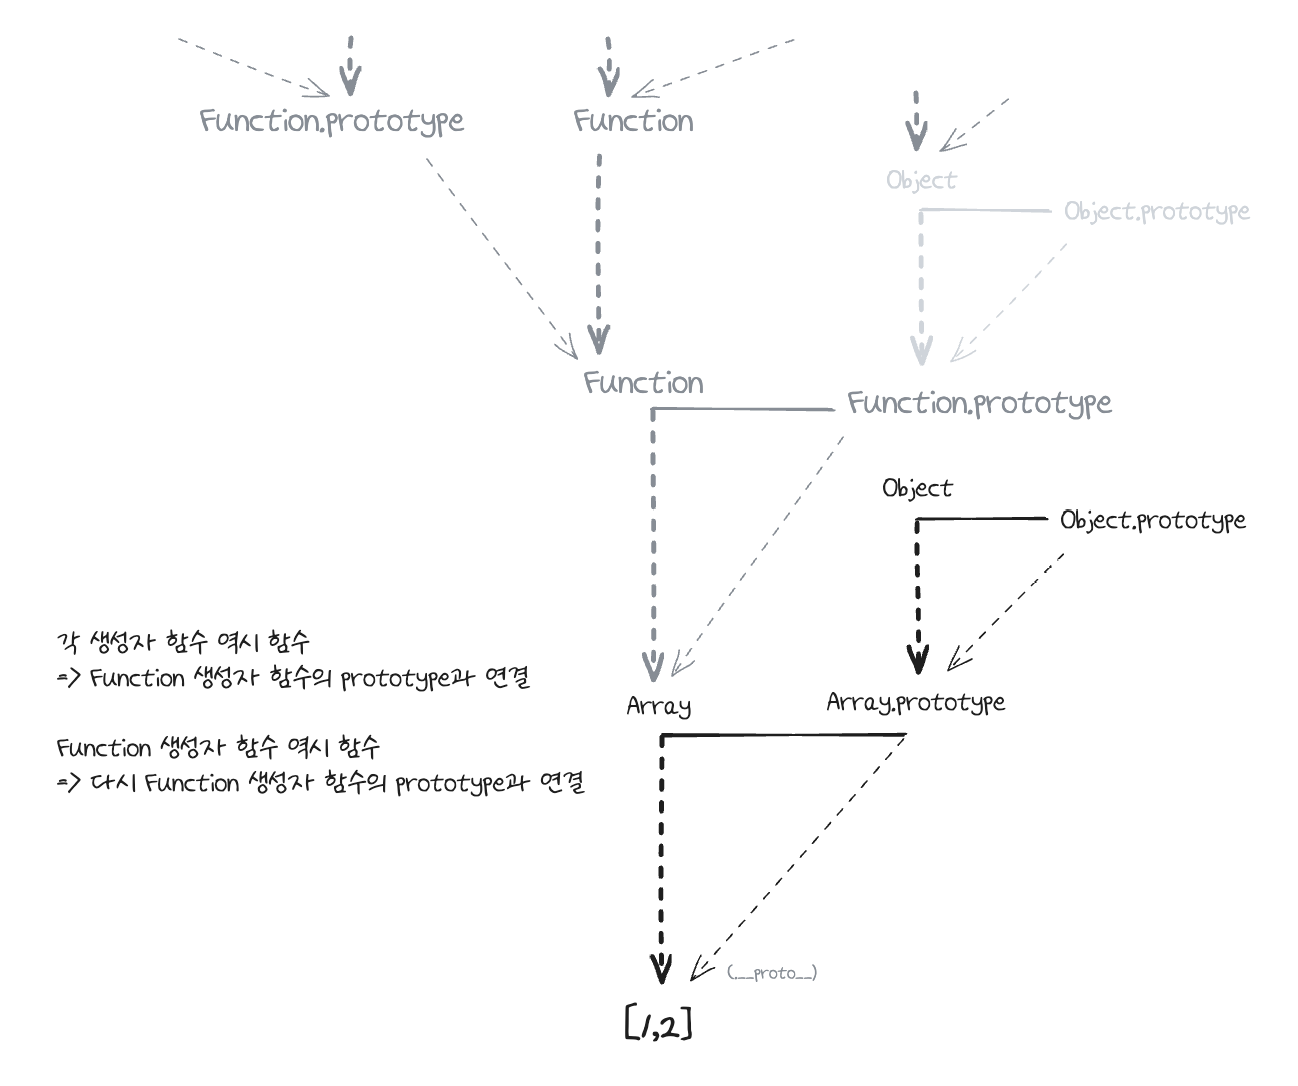 Function.prototype
Function
Object
Object.prototype
Function
Function.prototype
Object
Object.prototype
각 생성자 함수 역시 함수
=> Function 생성자 함수의 prototype과 연결
Array
Array.prototype
Function 생성자 함수 역시 함수
=> 다시 Function 생성자 함수의 prototype과 연결
(__proto__)
[1,2]